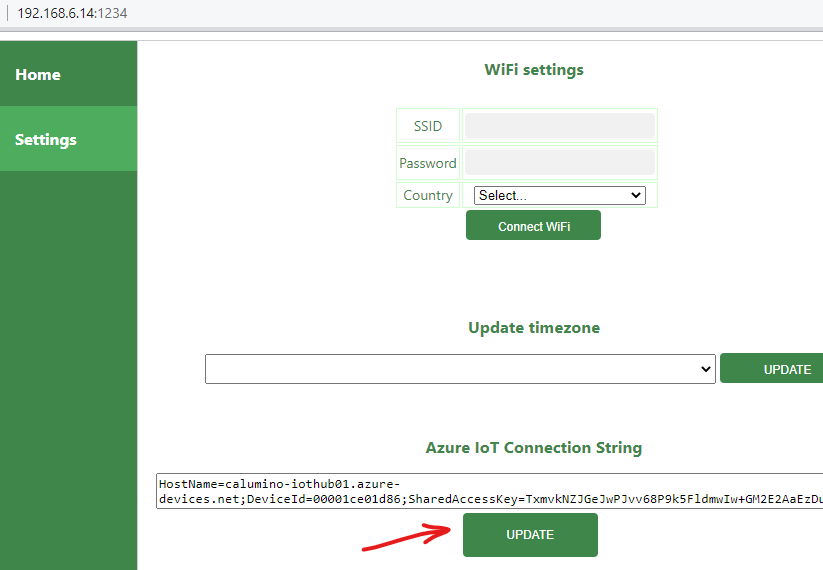 192.168.6.14:1234
Home
Settings
WiFi settings
SSID
Password
Country Select...
Connect WiFi
Update timezone
UPDATE
Azure IoT Connection String
HostName=calumino-iothub01.azure-
devices.net;DeviceId=00001ce01d86;SharedAccessKey=TxmvkNZJGeJwPJvv68P9k5FldmwIw+GM2E2AaEzDu
UPDATE